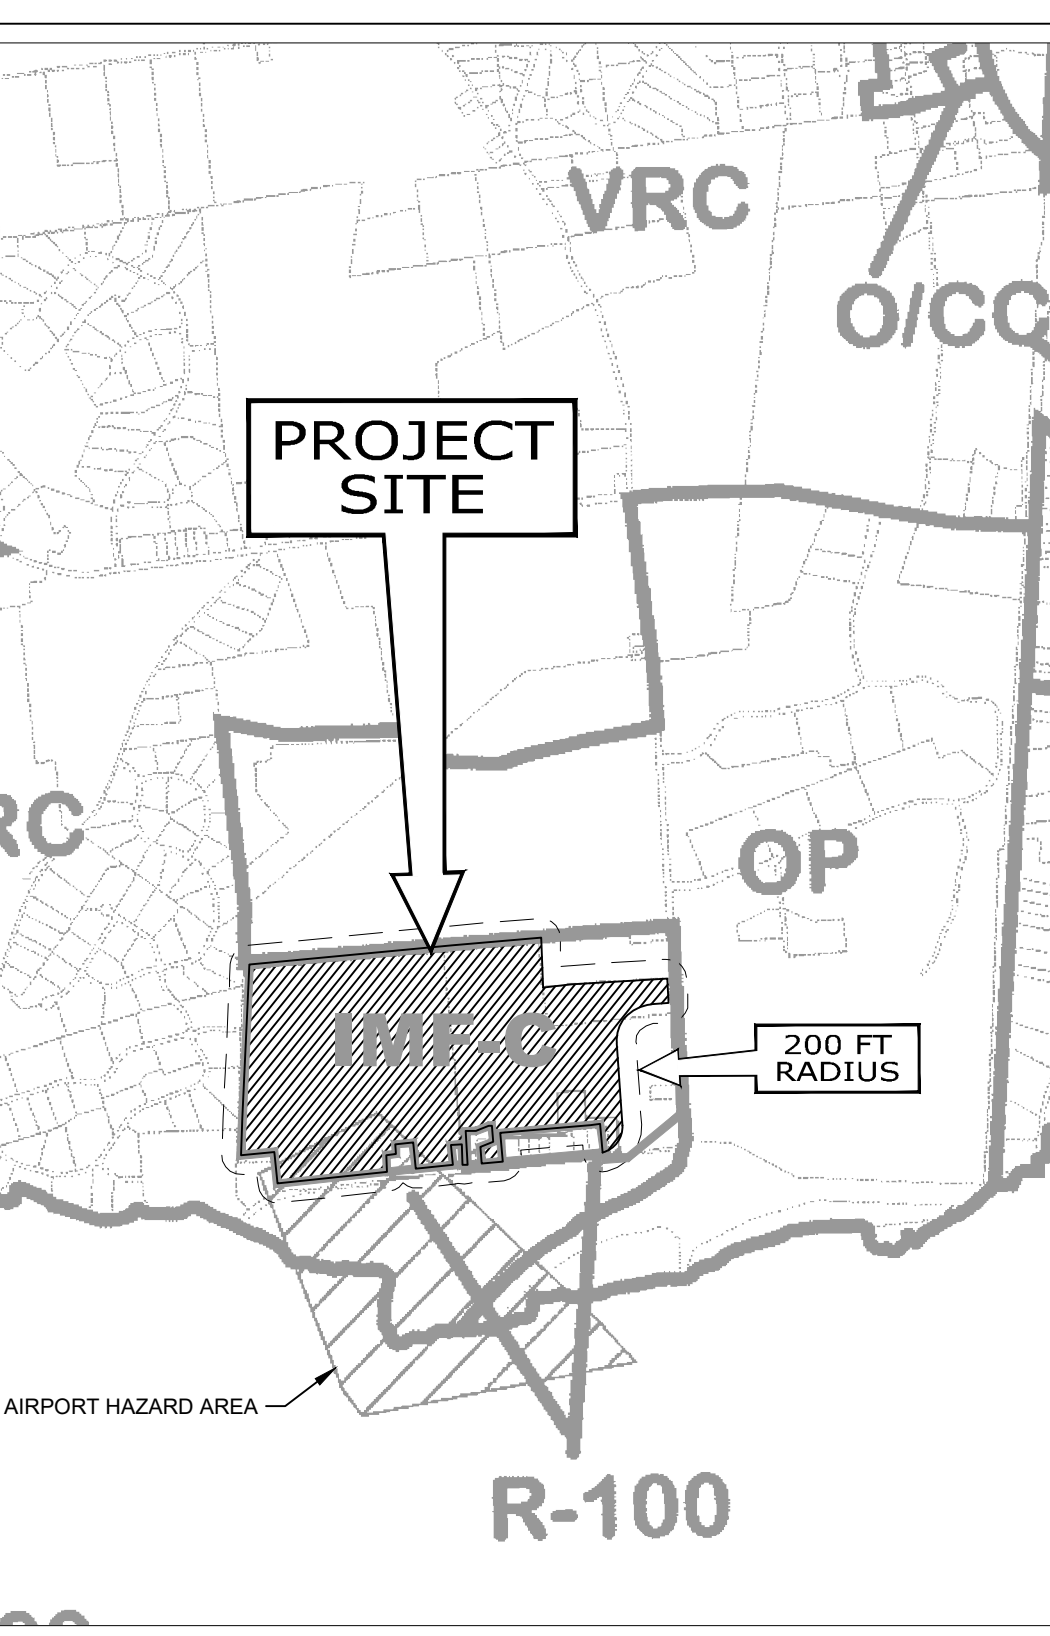 VRC
O/CC
PROJECT
SITE
RC
OP
IMF-C
200 FT
RADIUS
AIRPORT HAZARD AREA
R-100